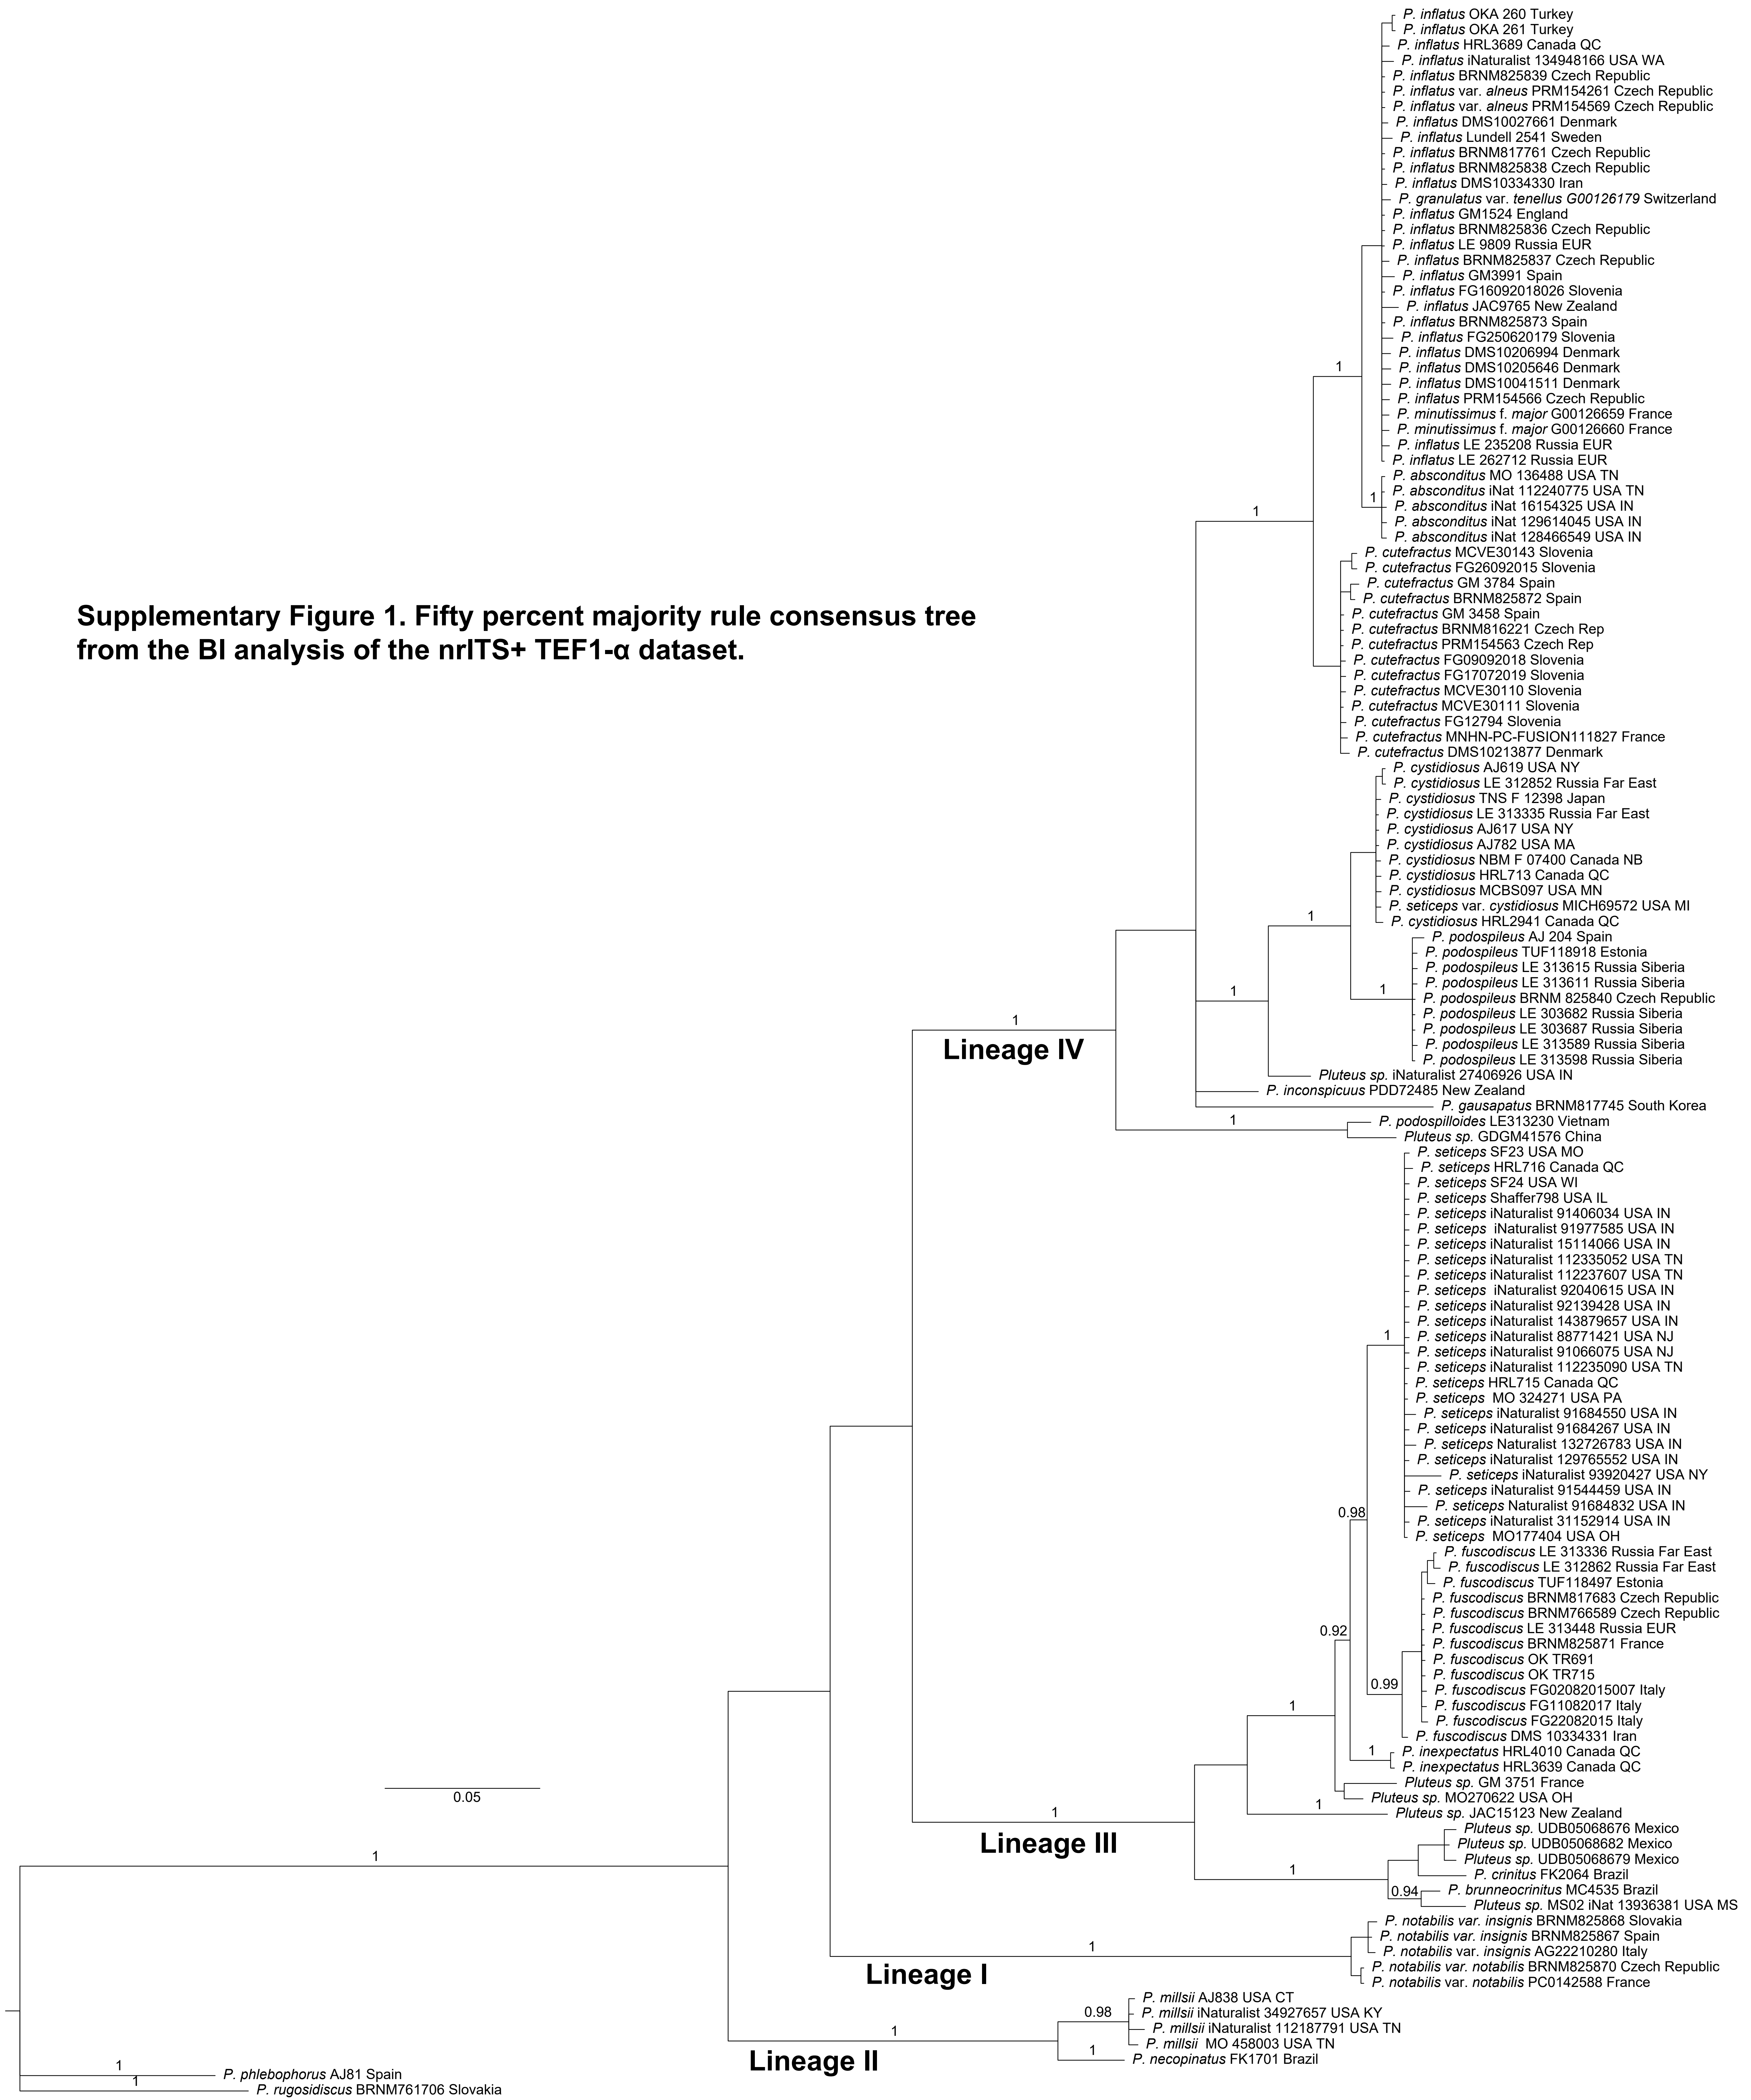 P. inflatus OKA 260 Turkey
P. inflatus OKA 261 Turkey
P. inflatus HRL3689 Canada QC
P. inflatus iNaturalist 134948166 USA WA
P. inflatus BRNM825839 Czech Republic
P. inflatus var. alneus PRM154261 Czech Republic
P. inflatus var. alneus PRM154569 Czech Republic
P. inflatus DMS10027661 Denmark
P. inflatus Lundell 2541 Sweden
P. inflatus BRNM817761 Czech Republic
P. inflatus BRNM825838 Czech Republic
P. inflatus DMS10334330 Iran
P. granulatus var. tenellus G00126179 Switzerland
P. inflatus GM1524 England
P. inflatus BRNM825836 Czech Republic
P. inflatus LE 9809 Russia EUR
P. inflatus BRNM825837 Czech Republic
P. inflatus GM3991 Spain
P. inflatus FG16092018026 Slovenia
P. inflatus JAC9765 New Zealand
P. inflatus BRNM825873 Spain
P. inflatus FG250620179 Slovenia
P. inflatus DMS10206994 Denmark
1
P. inflatus DMS10205646 Denmark
P. inflatus DMS10041511 Denmark
P. inflatus PRM154566 Czech Republic
P. minutissimus f. major G00126659 France
P. minutissimus f. major G00126660 France
P. inflatus LE 235208 Russia EUR
P. inflatus LE 262712 Russia EUR
P. absconditus MO 136488 USA TN
P. absconditus iNat 112240775 USA TN
1
P. absconditus iNat 16154325 USA IN
1
P. absconditus iNat 129614045 USA IN
P. absconditus iNat 128466549 USA IN
P. cutefractus MCVE30143 Slovenia
P. cutefractus FG26092015 Slovenia
P. cutefractus GM 3784 Spain
P. cutefractus BRNM825872 Spain
P. cutefractus GM 3458 Spain
Supplementary Figure 1. Fifty percent majority rule consensus tree
from the BI analysis of the nrITS+ TEF1-α dataset.
P. cutefractus BRNM816221 Czech Rep
P. cutefractus PRM154563 Czech Rep
P. cutefractus FG09092018 Slovenia
P. cutefractus FG17072019 Slovenia
P. cutefractus MCVE30110 Slovenia
P. cutefractus MCVE30111 Slovenia
P. cutefractus FG12794 Slovenia
P. cutefractus MNHN-PC-FUSION111827 France
P. cutefractus DMS10213877 Denmark
P. cystidiosus AJ619 USA NY
P. cystidiosus LE 312852 Russia Far East
P. cystidiosus TNS F 12398 Japan
P. cystidiosus LE 313335 Russia Far East
P. cystidiosus AJ617 USA NY
P. cystidiosus AJ782 USA MA
P. cystidiosus NBM F 07400 Canada NB
P. cystidiosus HRL713 Canada QC
P. cystidiosus MCBS097 USA MN
P. seticeps var. cystidiosus MICH69572 USA MI
1
P. cystidiosus HRL2941 Canada QC
P. podospileus AJ 204 Spain
P. podospileus TUF118918 Estonia
P. podospileus LE 313615 Russia Siberia
P. podospileus LE 313611 Russia Siberia
1
1
P. podospileus BRNM 825840 Czech Republic
P. podospileus LE 303682 Russia Siberia
1
P. podospileus LE 303687 Russia Siberia
Lineage IV
P. podospileus LE 313589 Russia Siberia
P. podospileus LE 313598 Russia Siberia
Pluteus sp. iNaturalist 27406926 USA IN
P. inconspicuus PDD72485 New Zealand
P. gausapatus BRNM817745 South Korea
1
P. podospilloides LE313230 Vietnam
Pluteus sp. GDGM41576 China
P. seticeps SF23 USA MO
P. seticeps HRL716 Canada QC
P. seticeps SF24 USA WI
P. seticeps Shaffer798 USA IL
P. seticeps iNaturalist 91406034 USA IN
P. seticeps iNaturalist 91977585 USA IN
P. seticeps iNaturalist 15114066 USA IN
P. seticeps iNaturalist 112335052 USA TN
P. seticeps iNaturalist 112237607 USA TN
P. seticeps iNaturalist 92040615 USA IN
P. seticeps iNaturalist 92139428 USA IN
P. seticeps iNaturalist 143879657 USA IN
1
P. seticeps iNaturalist 88771421 USA NJ
P. seticeps iNaturalist 91066075 USA NJ
P. seticeps iNaturalist 112235090 USA TN
P. seticeps HRL715 Canada QC
P. seticeps MO 324271 USA PA
P. seticeps iNaturalist 91684550 USA IN
P. seticeps iNaturalist 91684267 USA IN
P. seticeps Naturalist 132726783 USA IN
P. seticeps iNaturalist 129765552 USA IN
P. seticeps iNaturalist 93920427 USA NY
P. seticeps iNaturalist 91544459 USA IN
P. seticeps Naturalist 91684832 USA IN
0.98
P. seticeps iNaturalist 31152914 USA IN
P. seticeps MO177404 USA OH
P. fuscodiscus LE 313336 Russia Far East
P. fuscodiscus LE 312862 Russia Far East
P. fuscodiscus TUF118497 Estonia
P. fuscodiscus BRNM817683 Czech Republic
P. fuscodiscus BRNM766589 Czech Republic
0.92
P. fuscodiscus LE 313448 Russia EUR
P. fuscodiscus BRNM825871 France
P. fuscodiscus OK TR691
P. fuscodiscus OK TR715
0.99
P. fuscodiscus FG02082015007 Italy
1
P. fuscodiscus FG11082017 Italy
P. fuscodiscus FG22082015 Italy
P. fuscodiscus DMS 10334331 Iran
1
P. inexpectatus HRL4010 Canada QC
P. inexpectatus HRL3639 Canada QC
Pluteus sp. GM 3751 France
0.05
Pluteus sp. MO270622 USA OH
1
1
Pluteus sp. JAC15123 New Zealand
Pluteus sp. UDB05068676 Mexico
Lineage III
Pluteus sp. UDB05068682 Mexico
1
Pluteus sp. UDB05068679 Mexico
1
P. crinitus FK2064 Brazil
0.94
P. brunneocrinitus MC4535 Brazil
Pluteus sp. MS02 iNat 13936381 USA MS
P. notabilis var. insignis BRNM825868 Slovakia
P. notabilis var. insignis BRNM825867 Spain
1
P. notabilis var. insignis AG22210280 Italy
Lineage I
P. notabilis var. notabilis BRNM825870 Czech Republic
P. notabilis var. notabilis PC0142588 France
P. millsii AJ838 USA CT
0.98
P. millsii iNaturalist 34927657 USA KY
1
P. millsii iNaturalist 112187791 USA TN
P. millsii MO 458003 USA TN
1
Lineage II
P. necopinatus FK1701 Brazil
1
P. phlebophorus AJ81 Spain
1
P. rugosidiscus BRNM761706 Slovakia